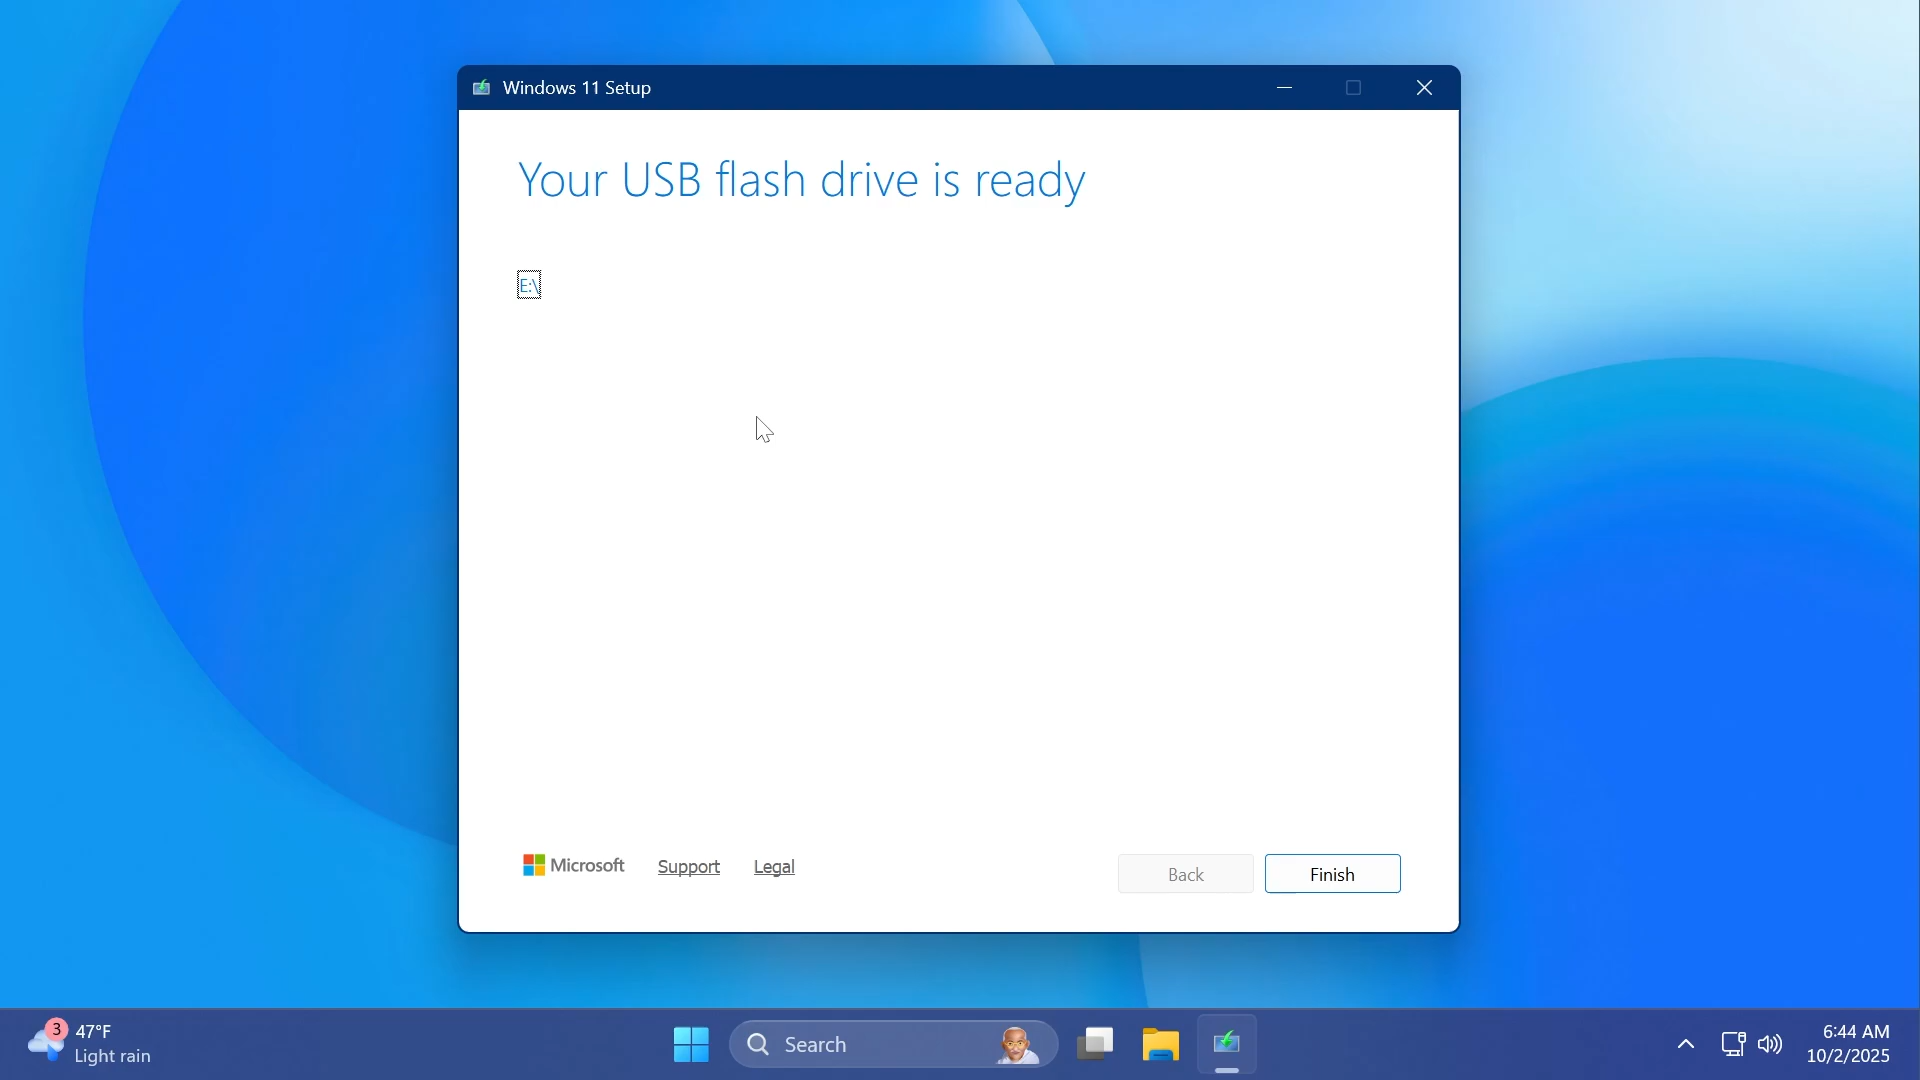 Windows 11 Setup
Your USB flash drive is ready
E:\
Microsoft
Support
Legal
Back
Finish
3
47°F
Light rain
Search
6:44 AM
10/2/2025